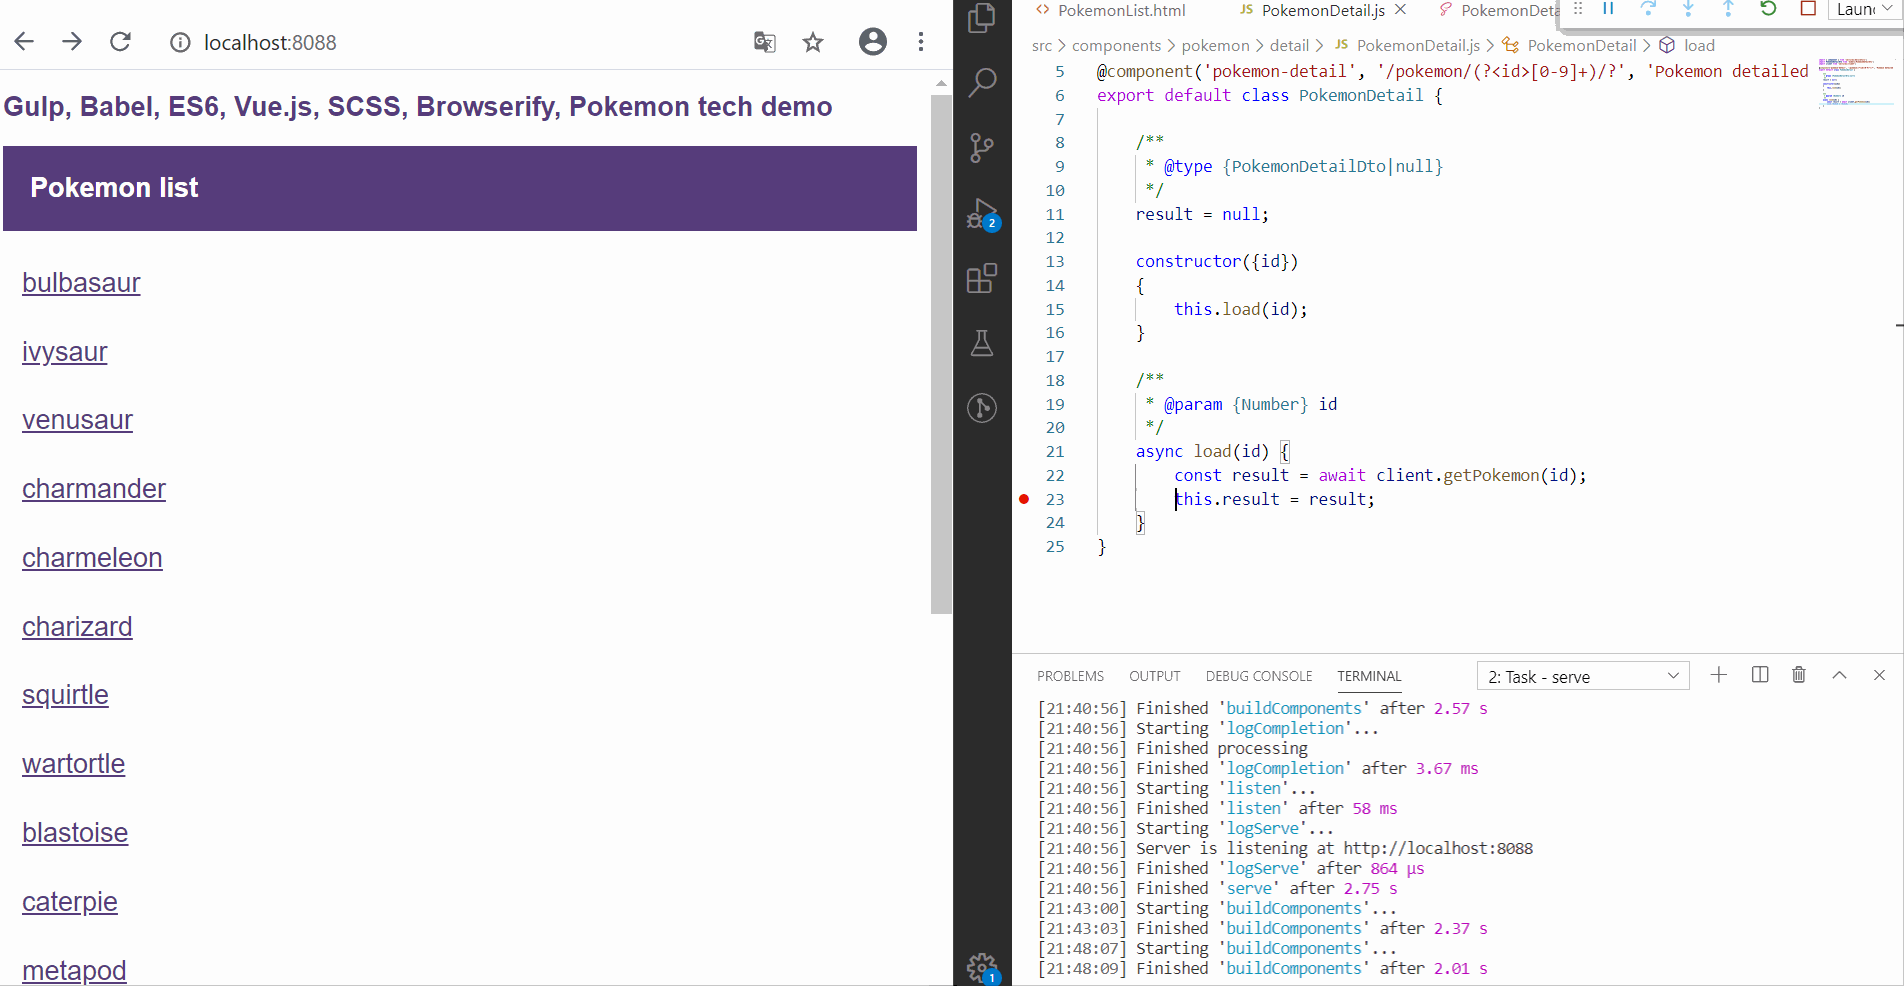 localhost:8088
Gulp, Babel, ES6, Vue.js, SCSS, Browserify, Pokemon tech demo
Pokemon list
bulbasaur
ivysaur
venusaur
charmander
charmeleon
charizard
squirtle
wartortle
blastoise
caterpie
metapod
2
1
PokemonList.html
JS PokemonDetail.js
PokemonDeta
Launc
src > components > pokemon > detail > JS PokemonDetail.js > PokemonDetail > load
5 @component('pokemon-detail', '/pokemon/(?<id>[0-9]+)/?', 'Pokemon detailed
6 export default class PokemonDetail {
7
8 /**
9 * @type {PokemonDetailDto|null}
10 */
11 result = null;
12
13 constructor({id})
14 {
15 this.load(id);
16 }
17
18 /**
19 * @param {Number} id
20 */
21 async load(id) {
22 const result = await client.getPokemon(id);
23 this.result = result;
24 }
25 }
PROBLEMS OUTPUT DEBUG CONSOLE TERMINAL
2: Task - serve
[21:40:56] Finished 'buildComponents' after 2.57 s
[21:40:56] Starting 'logCompletion'...
[21:40:56] Finished processing
[21:40:56] Finished 'logCompletion' after 3.67 ms
[21:40:56] Starting 'listen'...
[21:40:56] Finished 'listen' after 58 ms
[21:40:56] Starting 'logServe'...
[21:40:56] Server is listening at http://localhost:8088
[21:40:56] Finished 'logServe' after 864 μs
[21:40:56] Finished 'serve' after 2.75 s
[21:43:00] Starting 'buildComponents'...
[21:43:03] Finished 'buildComponents' after 2.37 s
[21:48:07] Starting 'buildComponents'...
[21:48:09] Finished 'buildComponents' after 2.01 s